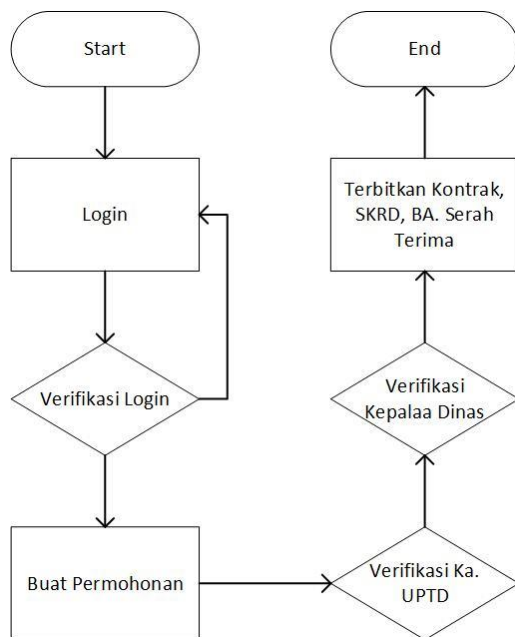 Start
Login
Verifikasi Login
Buat Permohonan
Verifikasi Ka.
UPTD
Verifikasi
Kepalaa Dinas
Terbitkan Kontrak,
SKRD, BA. Serah
Terima
End